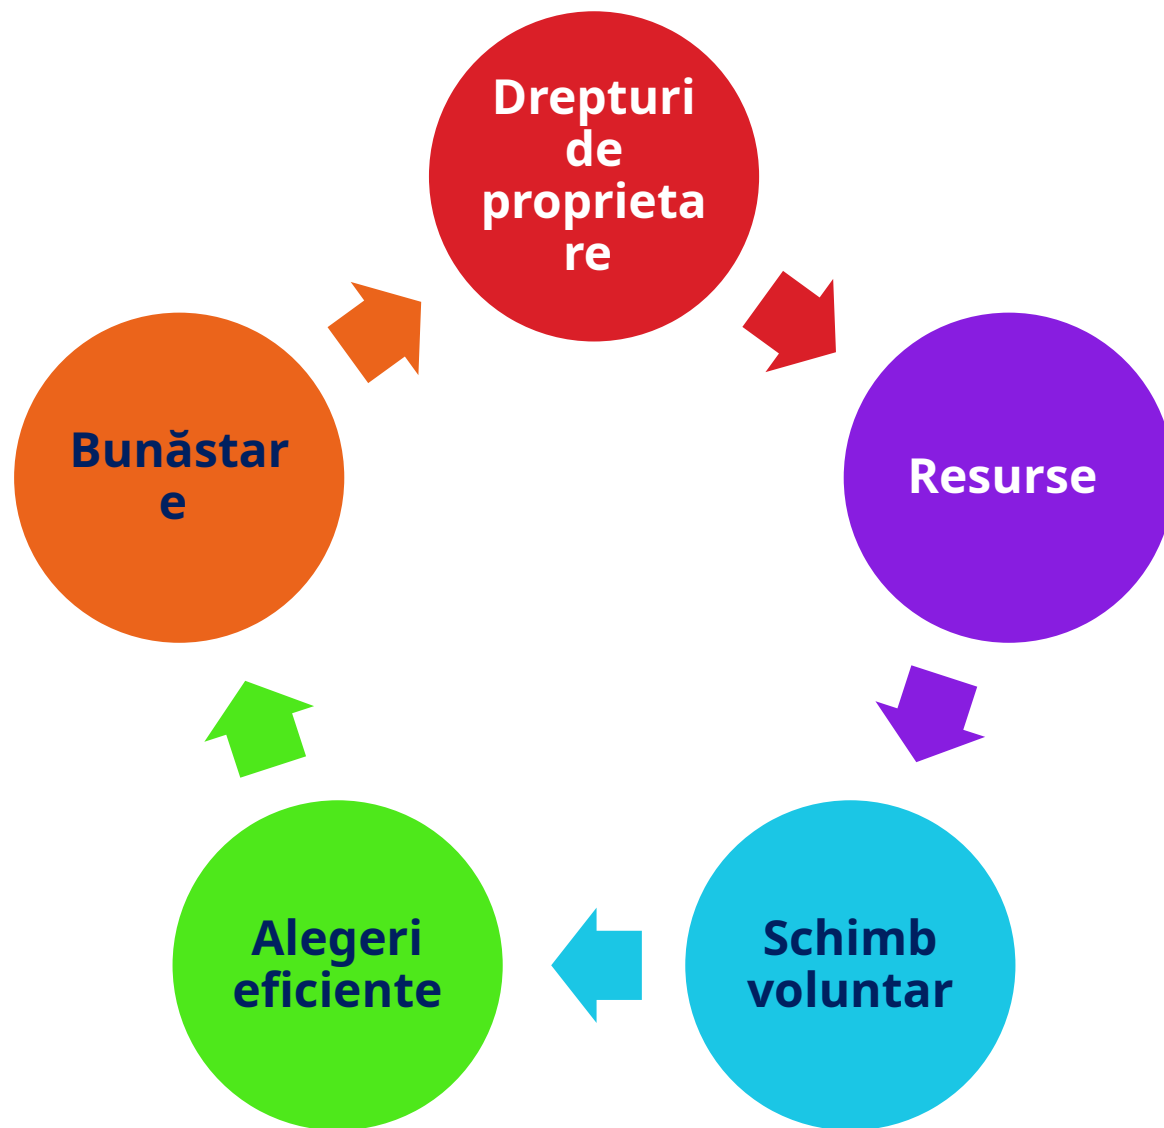 Drepturi
de
proprieta
re
Bunăstar
e
Resurse
Alegeri
eficiente
Schimb
voluntar